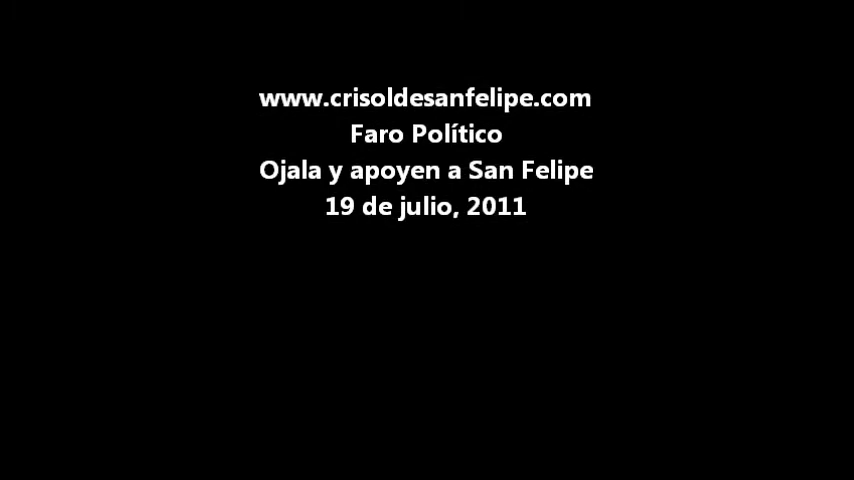 www.crisoldesanfelipe.com
Faro Político
Ojala y apoyen a San Felipe
19 de julio, 2011